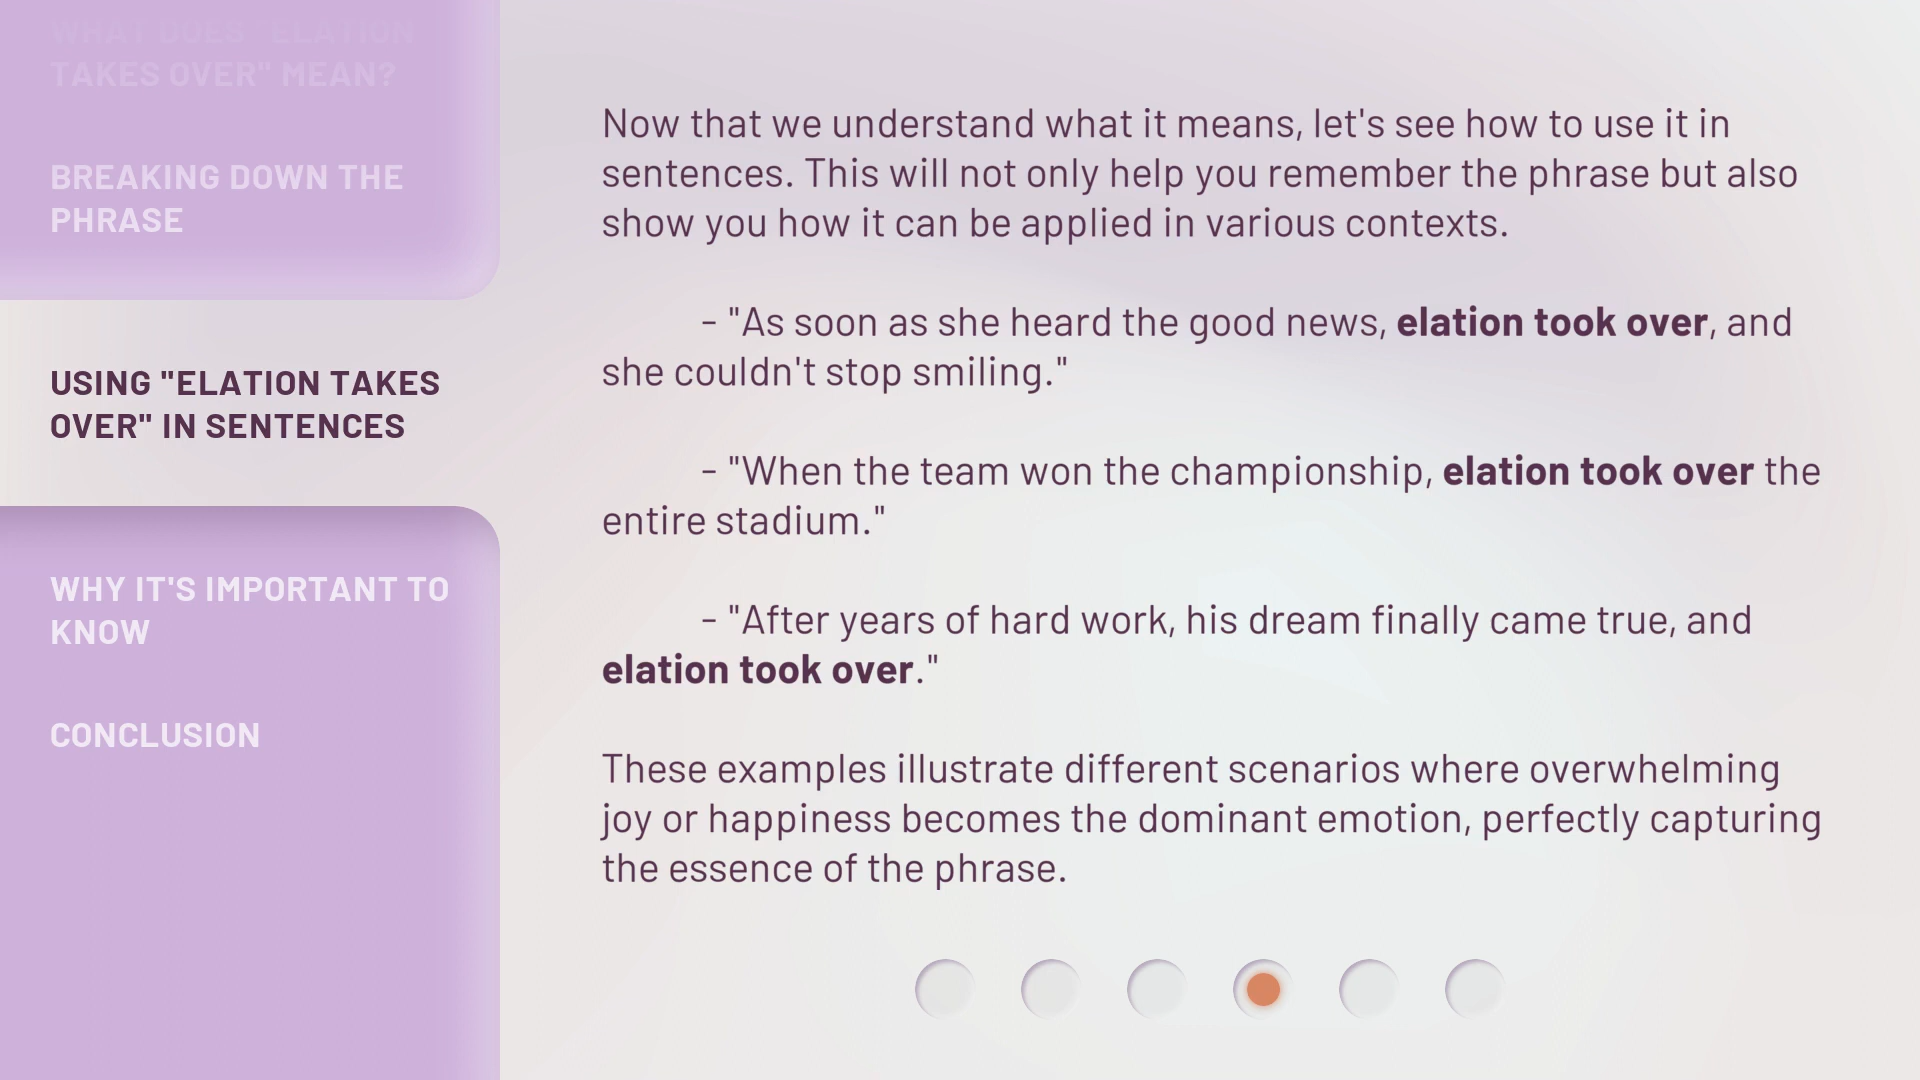 WHAT DOES "ELATION
TAKES OVER" MEAN?
BREAKING DOWN THE
PHRASE
USING "ELATION TAKES
OVER" IN SENTENCES
WHY IT'S IMPORTANT TO
KNOW
CONCLUSION
Now that we understand what it means, let's see how to use it in
sentences. This will not only help you remember the phrase but also
show you how it can be applied in various contexts.
- "As soon as she heard the good news, elation took over, and
she couldn't stop smiling."
- "When the team won the championship, elation took over the
entire stadium."
- "After years of hard work, his dream finally came true, and
elation took over."
These examples illustrate different scenarios where overwhelming
joy or happiness becomes the dominant emotion, perfectly capturing
the essence of the phrase.